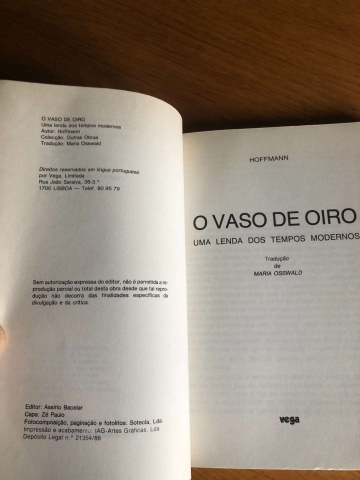 O VASO DE OIRO
Uma lenda dos tempos modernos
Autor: Hoffmann
Colecção: Outras Obras
Tradução: Maria Osswald
Direitos reservados em língua portuguesa
por Vega, Limitada
Rua João Saraiva, 36-3.º
1700 LISBOA — Telef. 80 95 79
Sem autorização expressa do editor, não é permitida a re-
produção parcial ou total desta obra desde que tal repro-
dução não decorra das finalidades específicas da
divulgação e da crítica.
Editor: Assírio Bacelar
Capa: Zé Paulo
Fotocomposição, paginação e fotolitos: Sotecla, Lda.
Impressão e acabamento: IAG-Artes Gráficas, Lda
Depósito Legal n.º 21354/88
HOFFMANN
O VASO DE OIRO
UMA LENDA DOS TEMPOS MODERNOS
Tradução
de
MARIA OSSWALD
vega